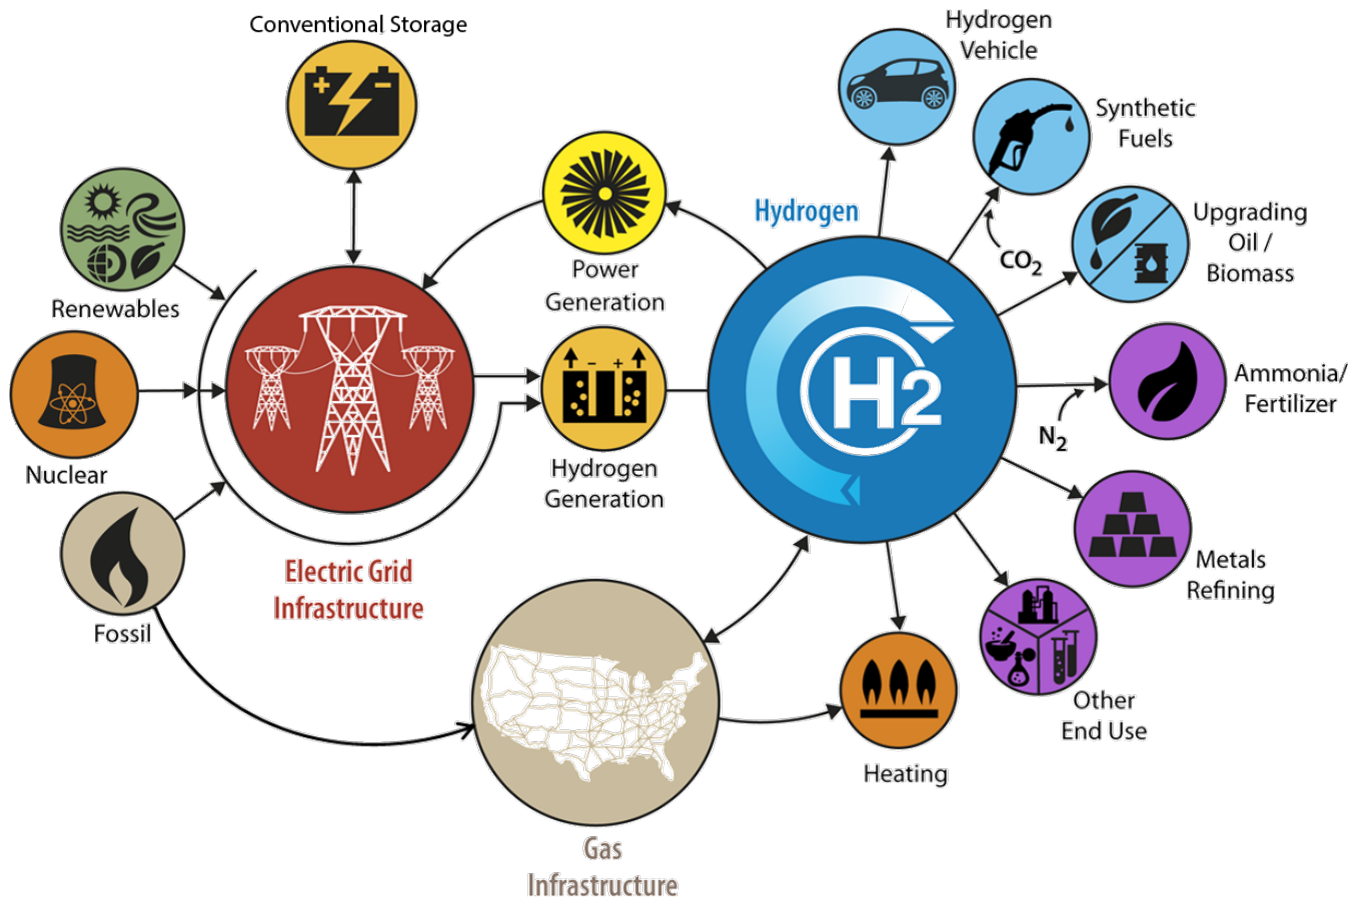 Conventional Storage
Hydrogen
Vehicle
Synthetic
Fuels
Hydrogen
Upgrading
Oil /
Biomass
CO2
Power
Generation
Renewables
H2
Ammonia/
Fertilizer
N2
Nuclear
Hydrogen
Generation
Metals
Refining
Electric Grid
Infrastructure
Fossil
Other
End Use
Heating
Gas
Infrastructure